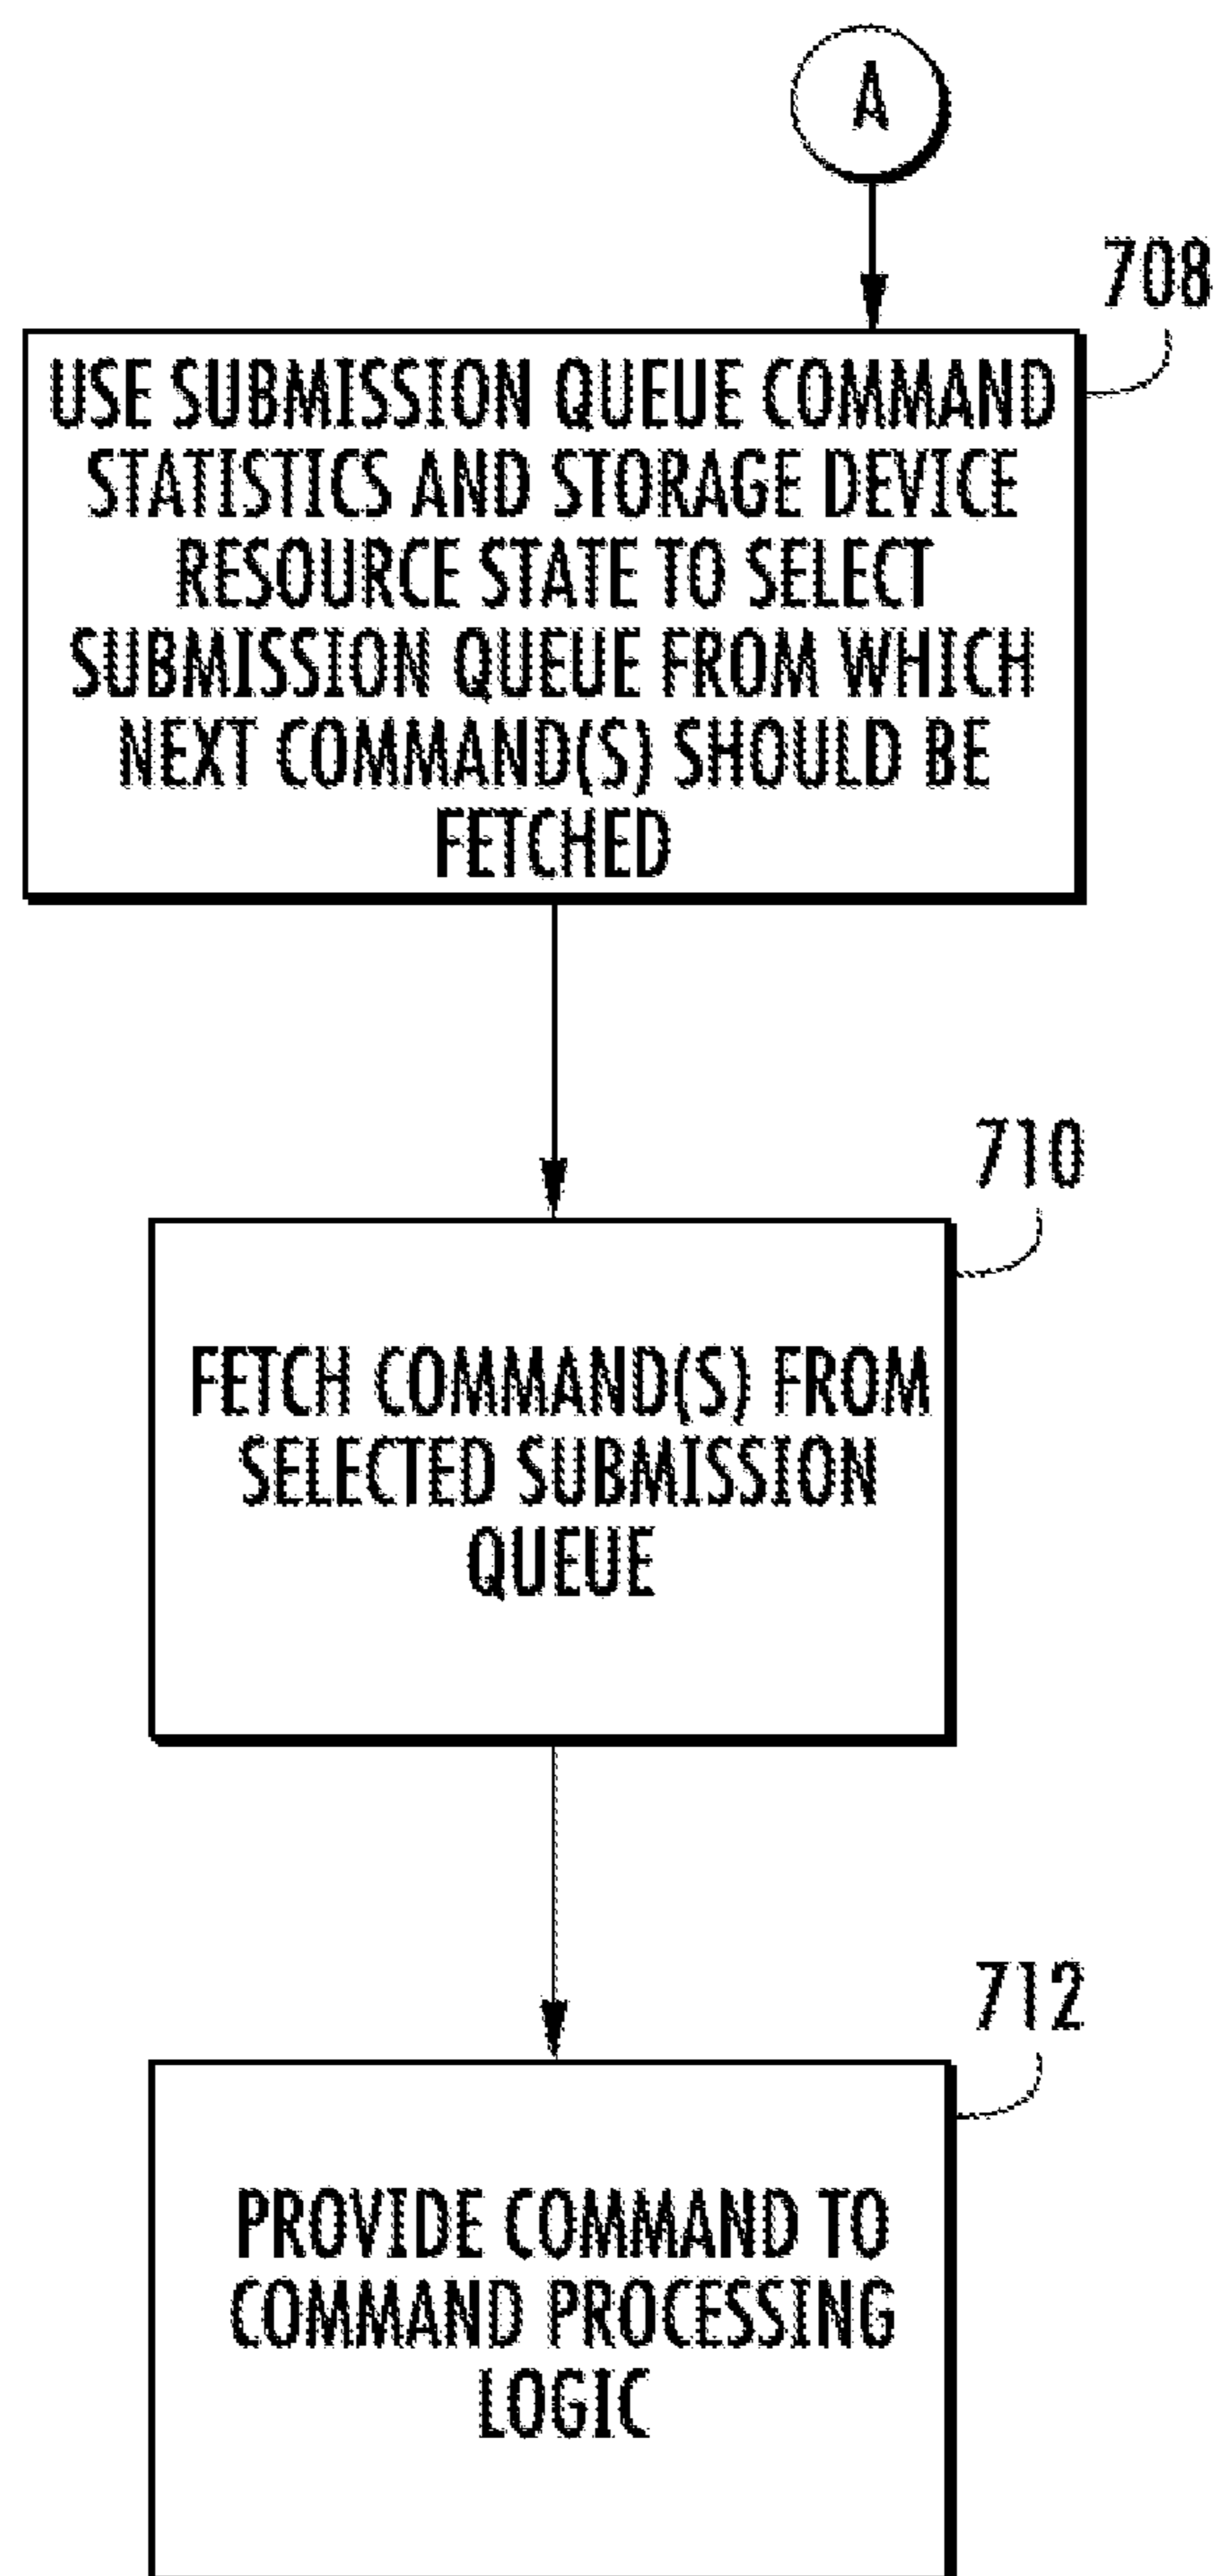 A
708
USE SUBMISSION QUEUE COMMAND
STATISTICS AND STORAGE DEVICE
RESOURCE STATE TO SELECT
SUBMISSION QUEUE FROM WHICH
NEXT COMMAND(S) SHOULD BE
FETCHED
710
FETCH COMMAND(S) FROM
SELECTED SUBMISSION
QUEUE
712
PROVIDE COMMAND TO
COMMAND PROCESSING
LOGIC